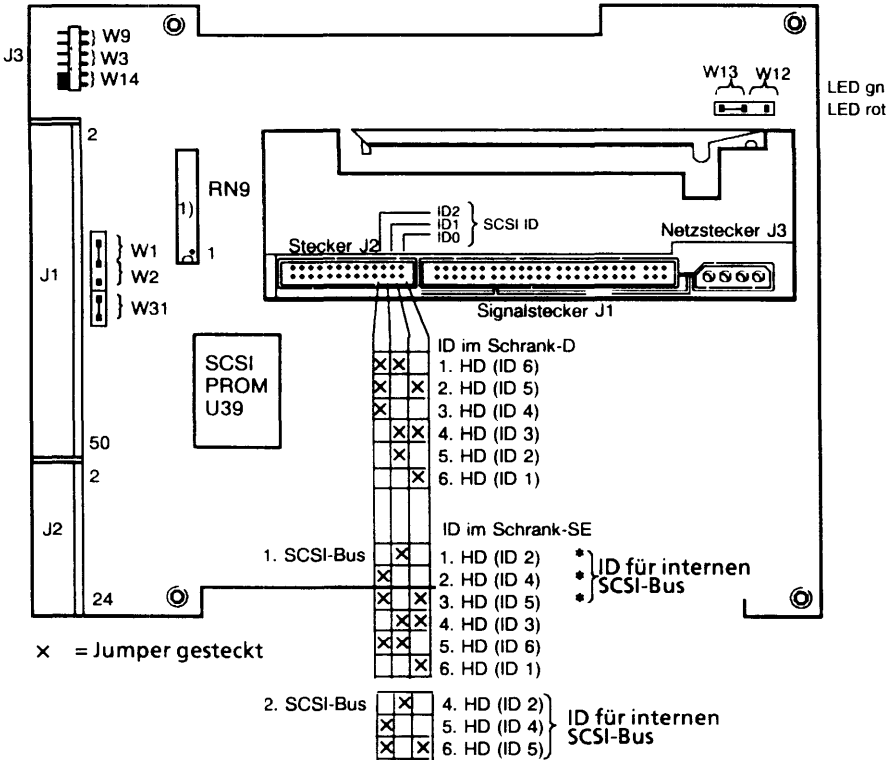 J3
W9
W3
W14
W13 W12
LED gn
LED rot
2
J1
RN9
1)
1
W1
W2
W31
50
2
J2
24
ID2
ID1
ID0
SCSI ID
Stecker J2
Netzstecker J3
Signalstecker J1
SCSI
PROM
U39
ID im Schrank-D
1. HD (ID 6)
2. HD (ID 5)
3. HD (ID 4)
4. HD (ID 3)
5. HD (ID 2)
6. HD (ID 1)
ID im Schrank-SE
1. SCSI-Bus
1. HD (ID 2) *
2. HD (ID 4) *
3. HD (ID 5) *
ID für internen
SCSI-Bus
4. HD (ID 3)
5. HD (ID 6)
6. HD (ID 1)
x = Jumper gesteckt
2. SCSI-Bus
4. HD (ID 2)
5. HD (ID 4)
6. HD (ID 5)
ID für internen
SCSI-Bus